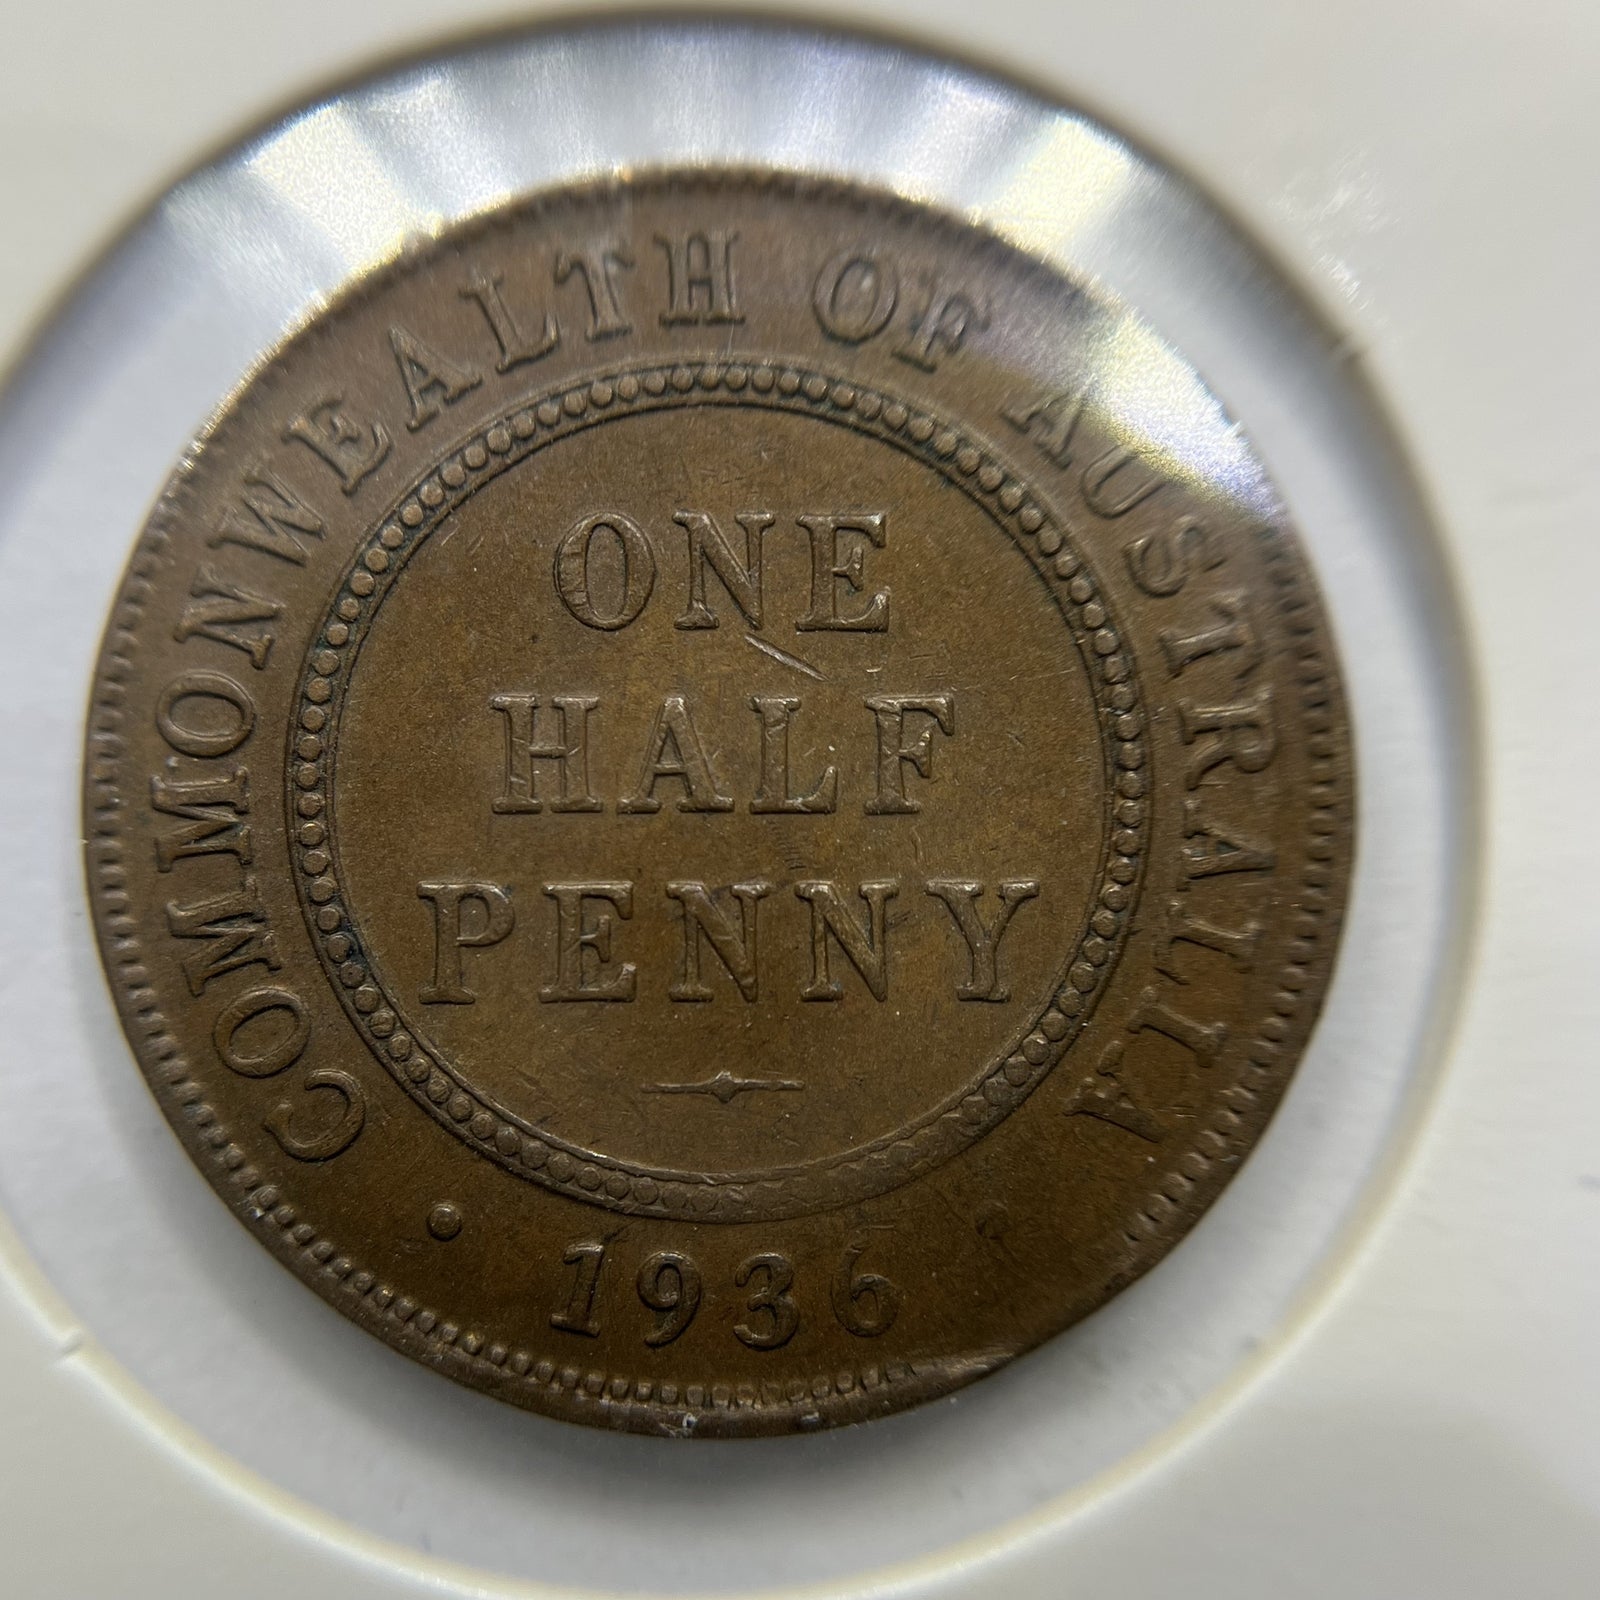 COMMONWEALTH OF AUSTRALIA
ONE
HALF
PENNY
1936